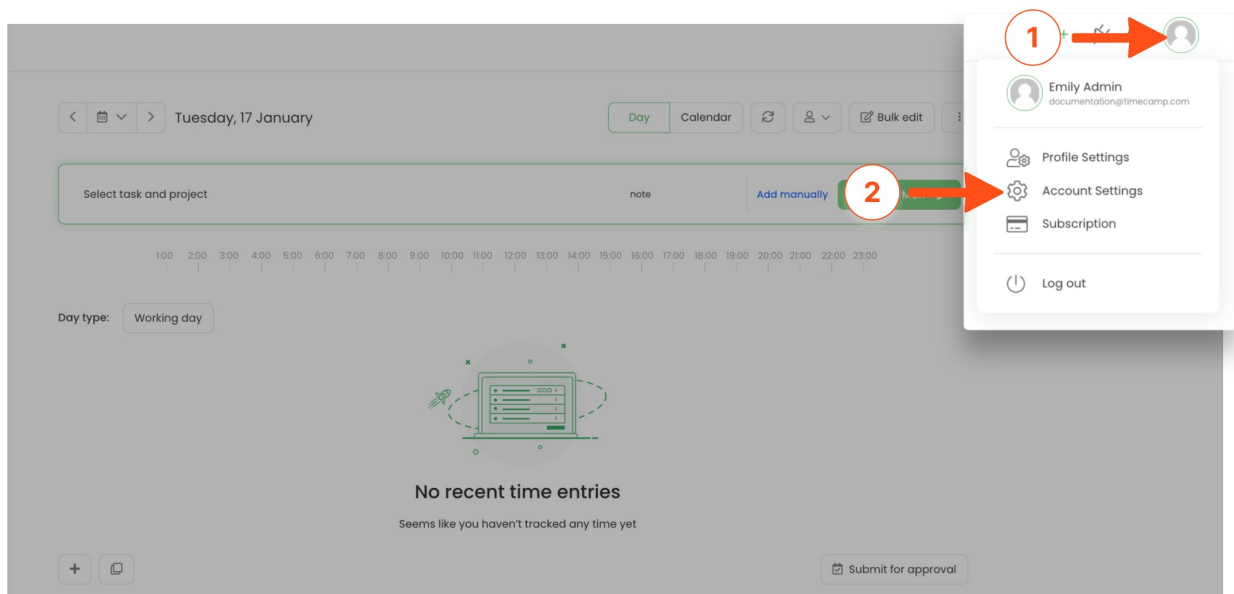 1
Emily Admin
documentation@timecamp.com
Profile Settings
Account Settings
Subscription
Log out
Tuesday, 17 January
Day Calendar Bulk edit
Select task and project note Add manually 2
1:00 2:00 3:00 4:00 5:00 6:00 7:00 8:00 9:00 10:00 11:00 12:00 13:00 14:00 15:00 16:00 17:00 18:00 19:00 20:00 21:00 22:00 23:00
Day type: Working day
No recent time entries
Seems like you haven't tracked any time yet
Submit for approval